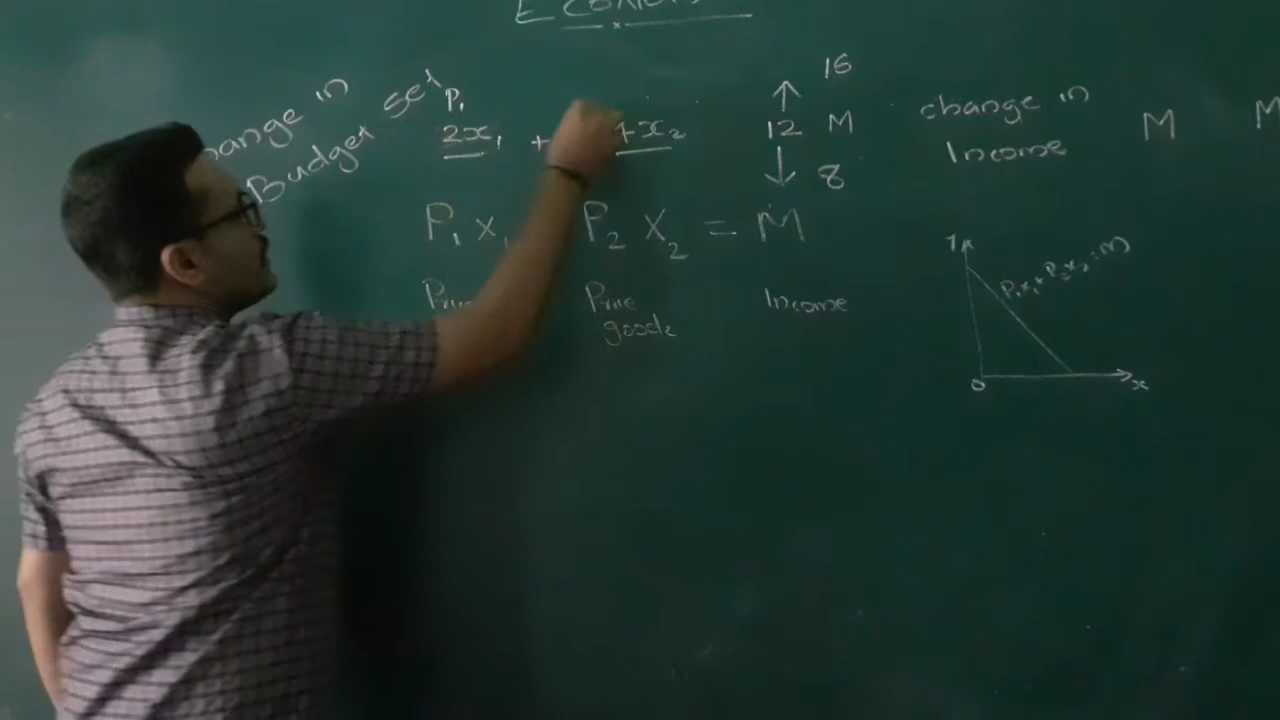 change in
Budget set
P₁
2x₁ + 4x₂
16
12 M
8
change in
Income
M M
P₁ x₁ P₂ X₂ = M
Price
goods
Income
P₁x₁ + P₂x₂ = M
0
x